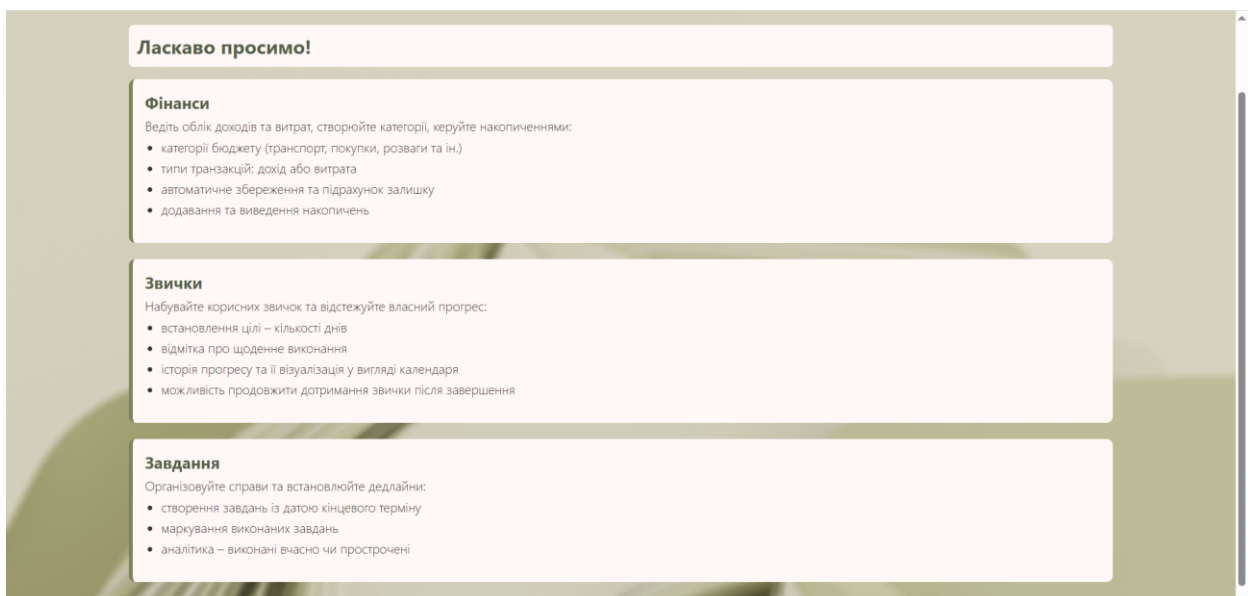 Ласкаво просимо!
Фінанси
Ведіть облік доходів та витрат, створюйте категорії, керуйте накопиченнями:
• категорії бюджету (транспорт, покупки, розваги та ін.)
• типи транзакцій: дохід або витрата
• автоматичне збереження та підрахунок залишку
• додавання та виведення накопичень
Звички
Набувайте корисних звичок та відстежуйте власний прогрес:
• встановлення цілі – кількості днів
• відмітка про щоденне виконання
• історія прогресу та її візуалізація у вигляді календаря
• можливість продовжити дотримання звички після завершення
Завдання
Організовуйте справи та встановлюйте дедлайни:
• створення завдань із датою кінцевого терміну
• маркування виконаних завдань
• аналітика – виконані вчасно чи прострочені